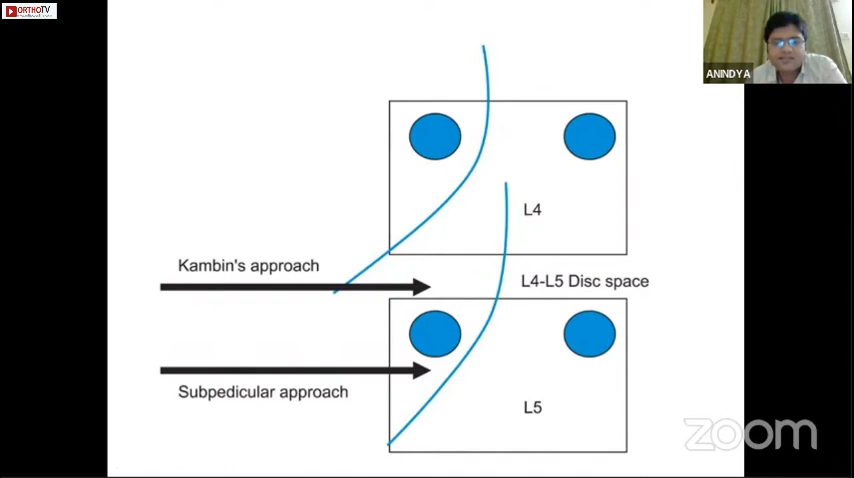 ORTHOTV
ANINDYA
L4
Kambin's approach
L4-L5 Disc space
Subpedicular approach
L5
zoom